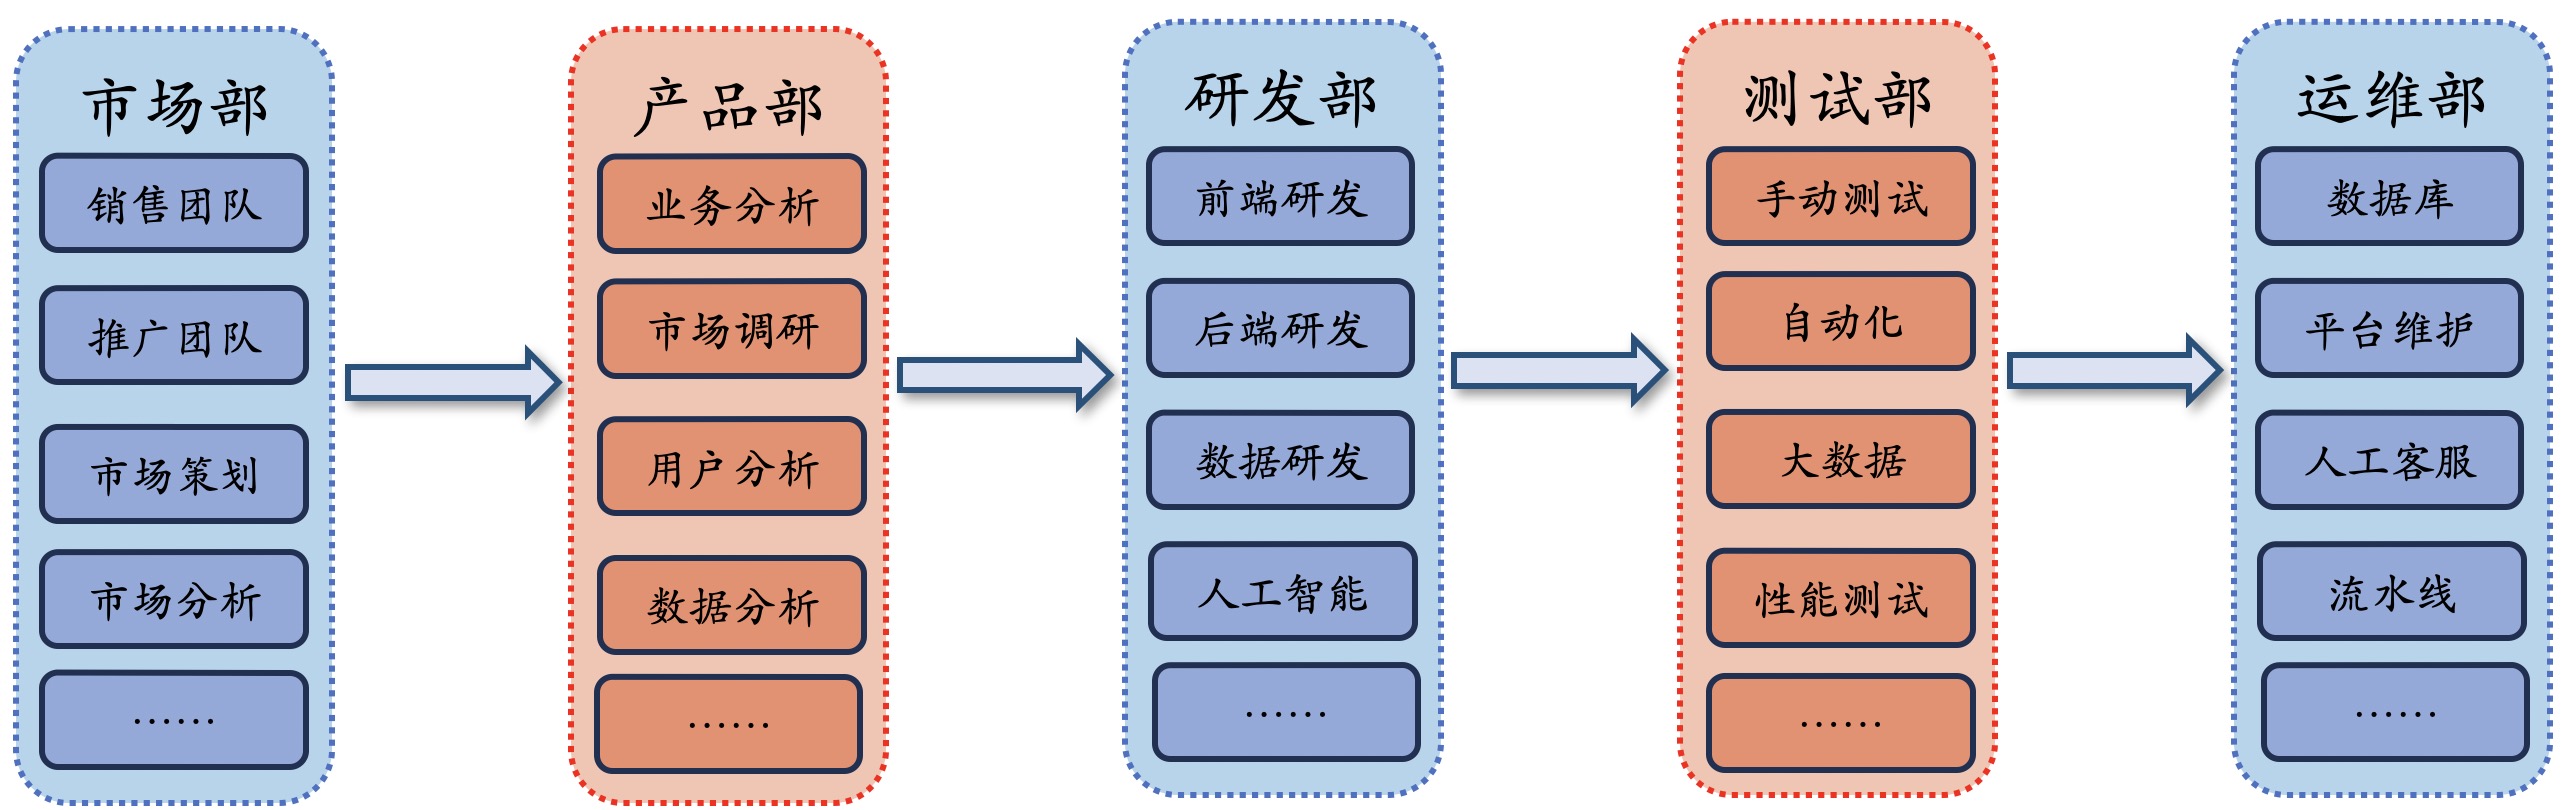 市场部
销售团队
推广团队
市场策划
市场分析
......
产品部
业务分析
市场调研
用户分析
数据分析
......
研发部
前端研发
后端研发
数据研发
人工智能
......
测试部
手动测试
自动化
大数据
性能测试
......
运维部
数据库
平台维护
人工客服
流水线
......